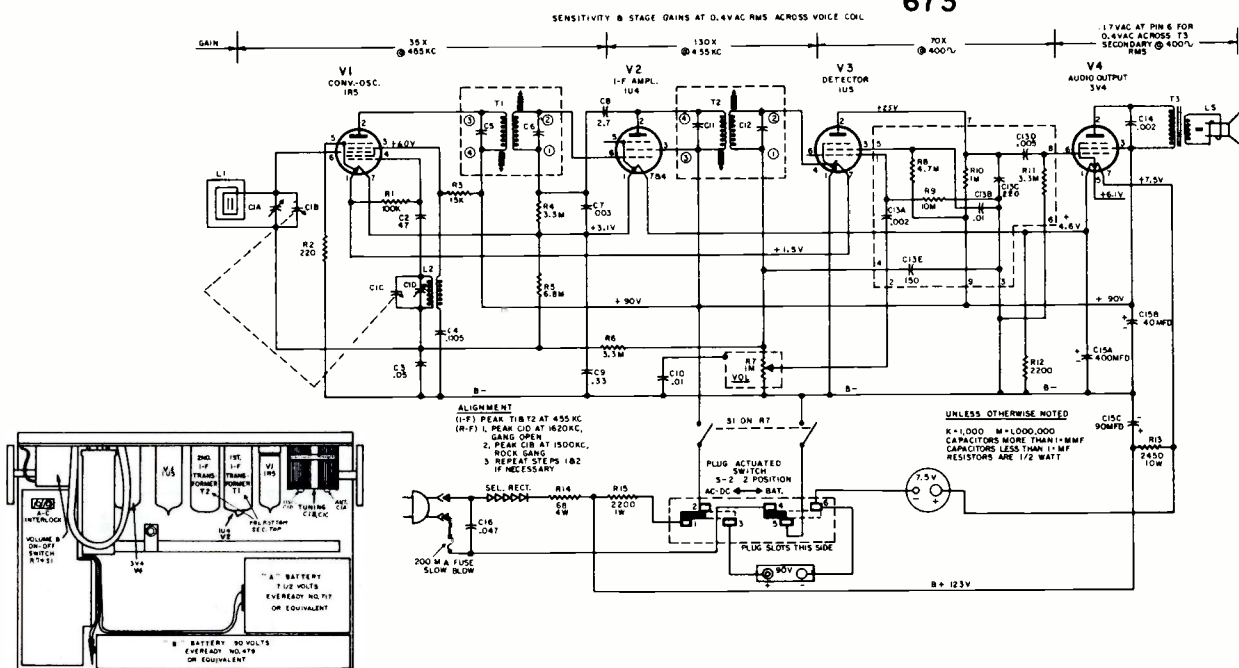 673
SENSITIVITY & STAGE GAINS AT 0.4VAC RMS ACROSS VOICE COIL
GAIN
35X
@ 465KC
130X
@ 455KC
70X
@ 400~
.17VAC AT PIN 6 FOR
0.4VAC ACROSS T3
SECONDARY @ 400~
RMS
V1
CONV.-OSC.
1R5
V2
I-F AMPL.
1U4
V3
DETECTOR
1U5
V4
AUDIO OUTPUT
3V4
T1
T2
T3
LS
C5
C6
C8
2.7
C11
C12
C14
.002
+25V
+60V
L1
C1A
C1B
R1
100K
C2
47
R2
220
R3
15K
R4
3.3M
C7
.003
7&4
R8
4.7M
R9
10M
R10
1M
C13A
.002
C13B
.01
C13C
220
C13D
.005
R11
3.3M
+7.5V
+6.1V
4.6V
+3.1V
+1.5V
C13E
150
C1C
C1D
L2
R5
6.8M
+90V
+ 90V
C4
.005
C3
.05
R6
3.3M
C9
.33
C10
.01
R7
1M
VOL
R12
2200
C15A
400MFD
C15B
40MFD
B-
B-
C15C
90MFD
R13
2450
10W
ALIGNMENT
(I-F) PEAK T1&T2 AT 455KC
(R-F) 1. PEAK C1D AT 1620KC,
GANG OPEN
2. PEAK C1B AT 1500KC,
ROCK GANG
3 REPEAT STEPS 1&2
IF NECESSARY
S1 ON R7
UNLESS OTHERWISE NOTED
K=1,000 M=1,000,000
CAPACITORS MORE THAN 1=MMF
CAPACITORS LESS THAN 1=MF
RESISTORS ARE 1/2 WATT
PLUG ACTUATED
SWITCH
S-2 2 POSITION
AC-DC BAT.
PLUG SLOTS THIS SIDE
7.5V
90V
SEL. RECT.
R14
68
4W
R15
2200
1W
C16
.047
200 MA FUSE
SLOW BLOW
B+ 123V
A-C
INTERLOCK
VOLUME &
ON-OFF
SWITCH
R7&S1
1U5
2ND.
I-F
TRANS-
FORMER
T2
1ST.
I-F
TRANS-
FORMER
T1
V1
1R5
TUNING
ANT.
C1A
1U4
V2
3V4
"A" BATTERY
7 1/2 VOLTS
EVEREADY NO. 717
OR EQUIVALENT
"B" BATTERY 90 VOLTS
EVEREADY NO. 479
OR EQUIVALENT